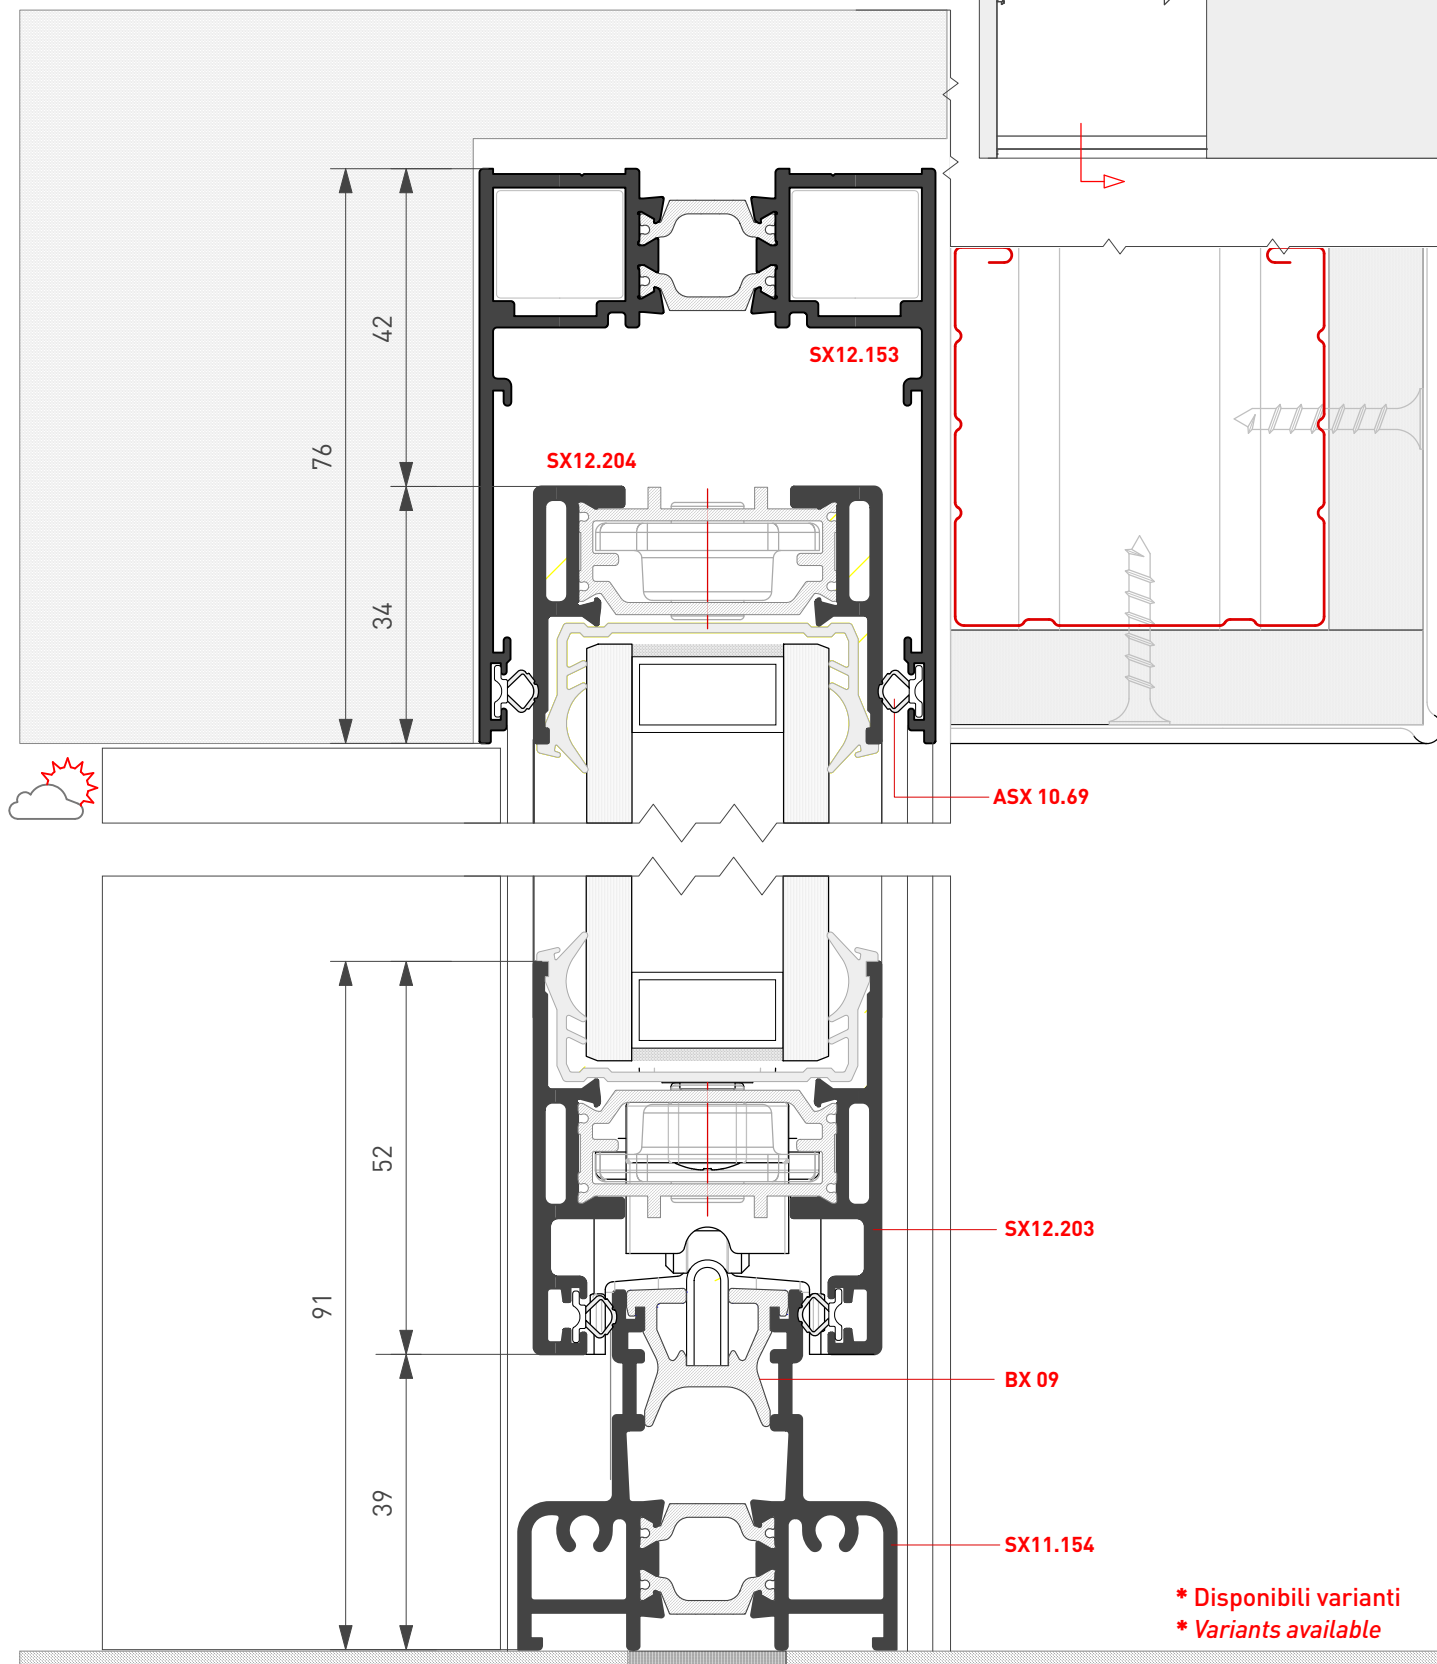 42
SX12.153
76
SX12.204
34
ASX 10.69
52
SX12.203
91
BX 09
39
SX11.154
* Disponibili varianti
* Variants available